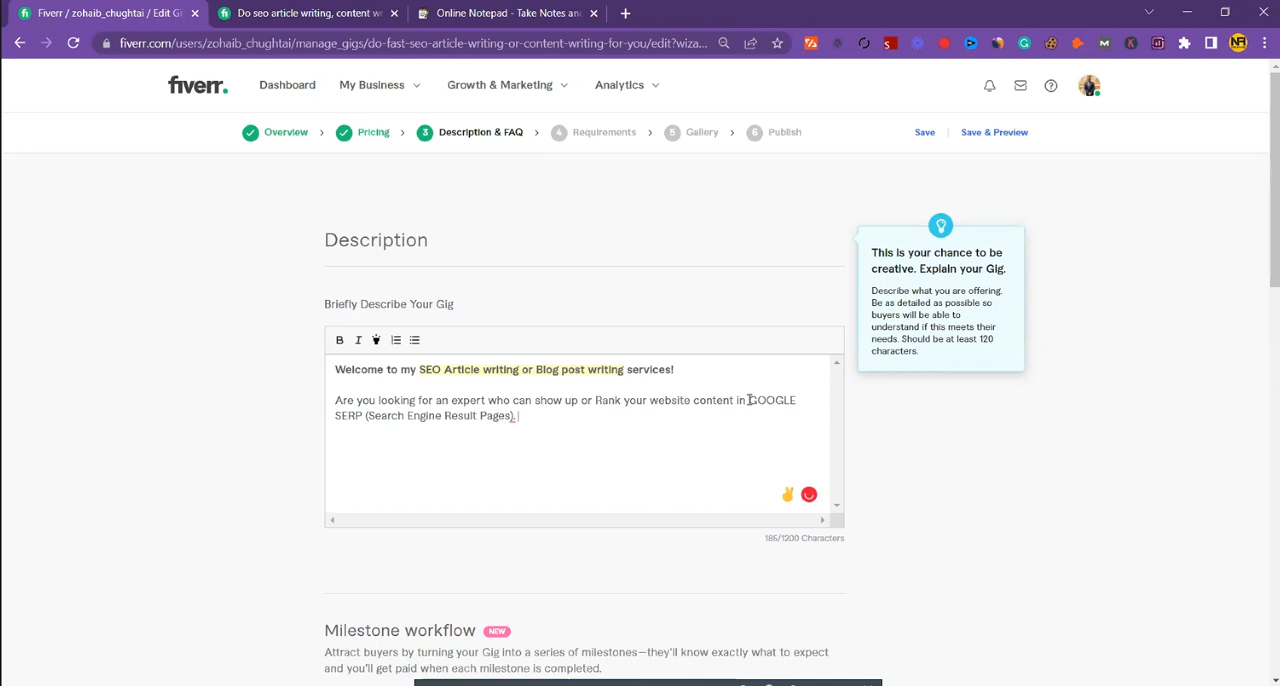 Fiverr / zohaib_chughtai / Edit Gi
Do seo article writing, content wr
Online Notepad - Take Notes and
fiverr.com/users/zohaib_chughtai/manage_gigs/do-fast-seo-article-writing-or-content-writing-for-you/edit?wiza...
fiverr.
Dashboard
My Business
Growth & Marketing
Analytics
Overview
Pricing
3 Description & FAQ
4 Requirements
5 Gallery
6 Publish
Save
Save & Preview
Description
Briefly Describe Your Gig
B I
Welcome to my SEO Article writing or Blog post writing services!
Are you looking for an expert who can show up or Rank your website content in GOOGLE
SERP (Search Engine Result Pages).
185/1200 Characters
This is your chance to be
creative. Explain your Gig.
Describe what you are offering.
Be as detailed as possible so
buyers will be able to
understand if this meets their
needs. Should be at least 120
characters.
Milestone workflow NEW
Attract buyers by turning your Gig into a series of milestones—they'll know exactly what to expect
and you'll get paid when each milestone is completed.